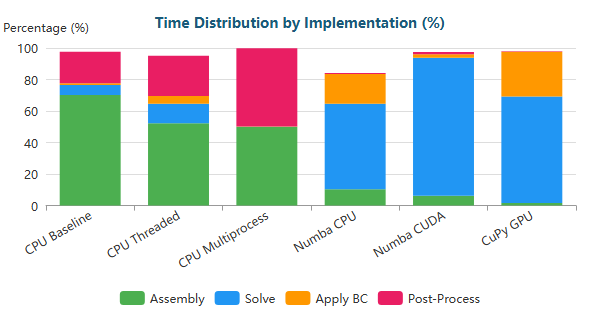 Time Distribution by Implementation (%)
Percentage (%)
100
80
60
40
20
0
CPU Baseline
CPU Threaded
CPU Multiprocess
Numba CPU
Numba CUDA
CuPy GPU
Assembly Solve Apply BC Post-Process